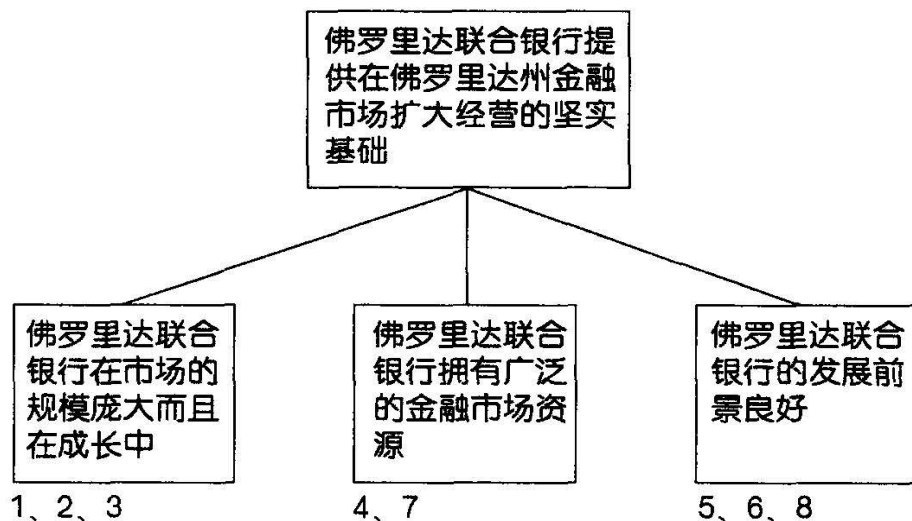 佛罗里达联合银行提
供在佛罗里达州金融
市场扩大经营的坚实
基础
佛罗里达联合
银行在市场的
规模庞大而且
在成长中
1、2、3
佛罗里达联合
银行拥有广泛
的金融市场资
源
4、7
佛罗里达联合
银行的发展前
景良好
5、6、8